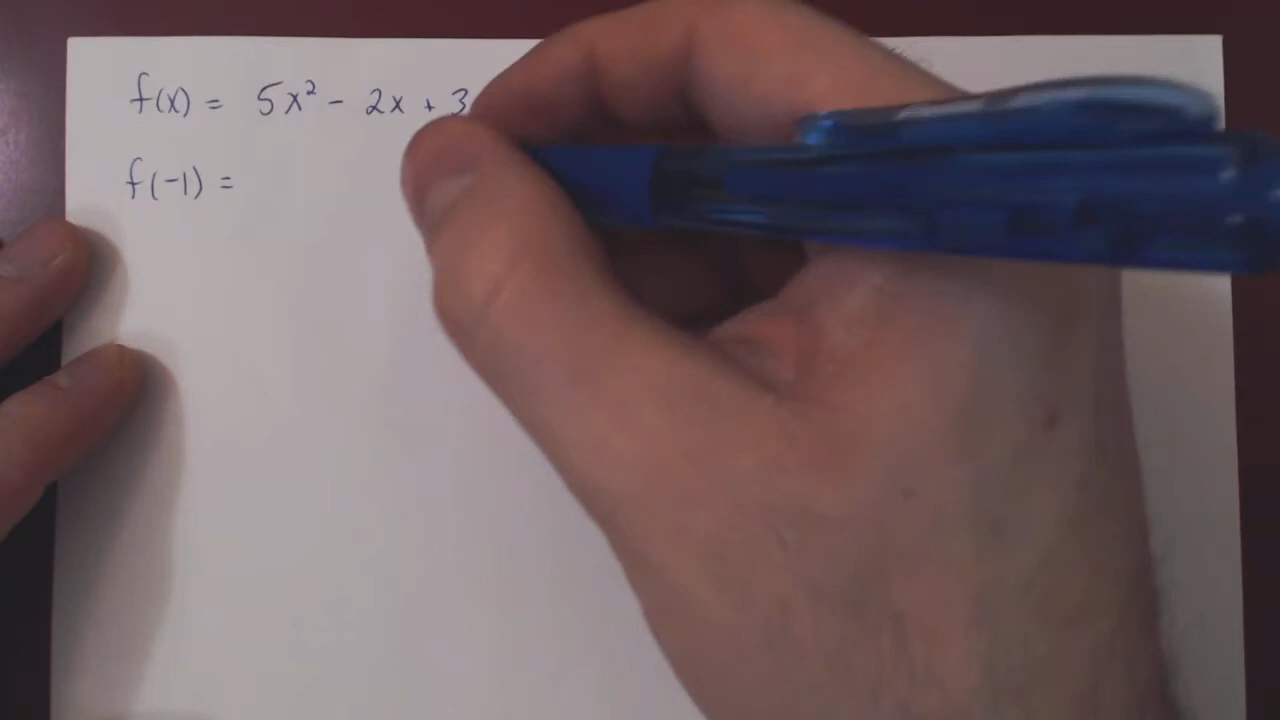 f(x) = 5x² - 2x + 3
f(-1) =